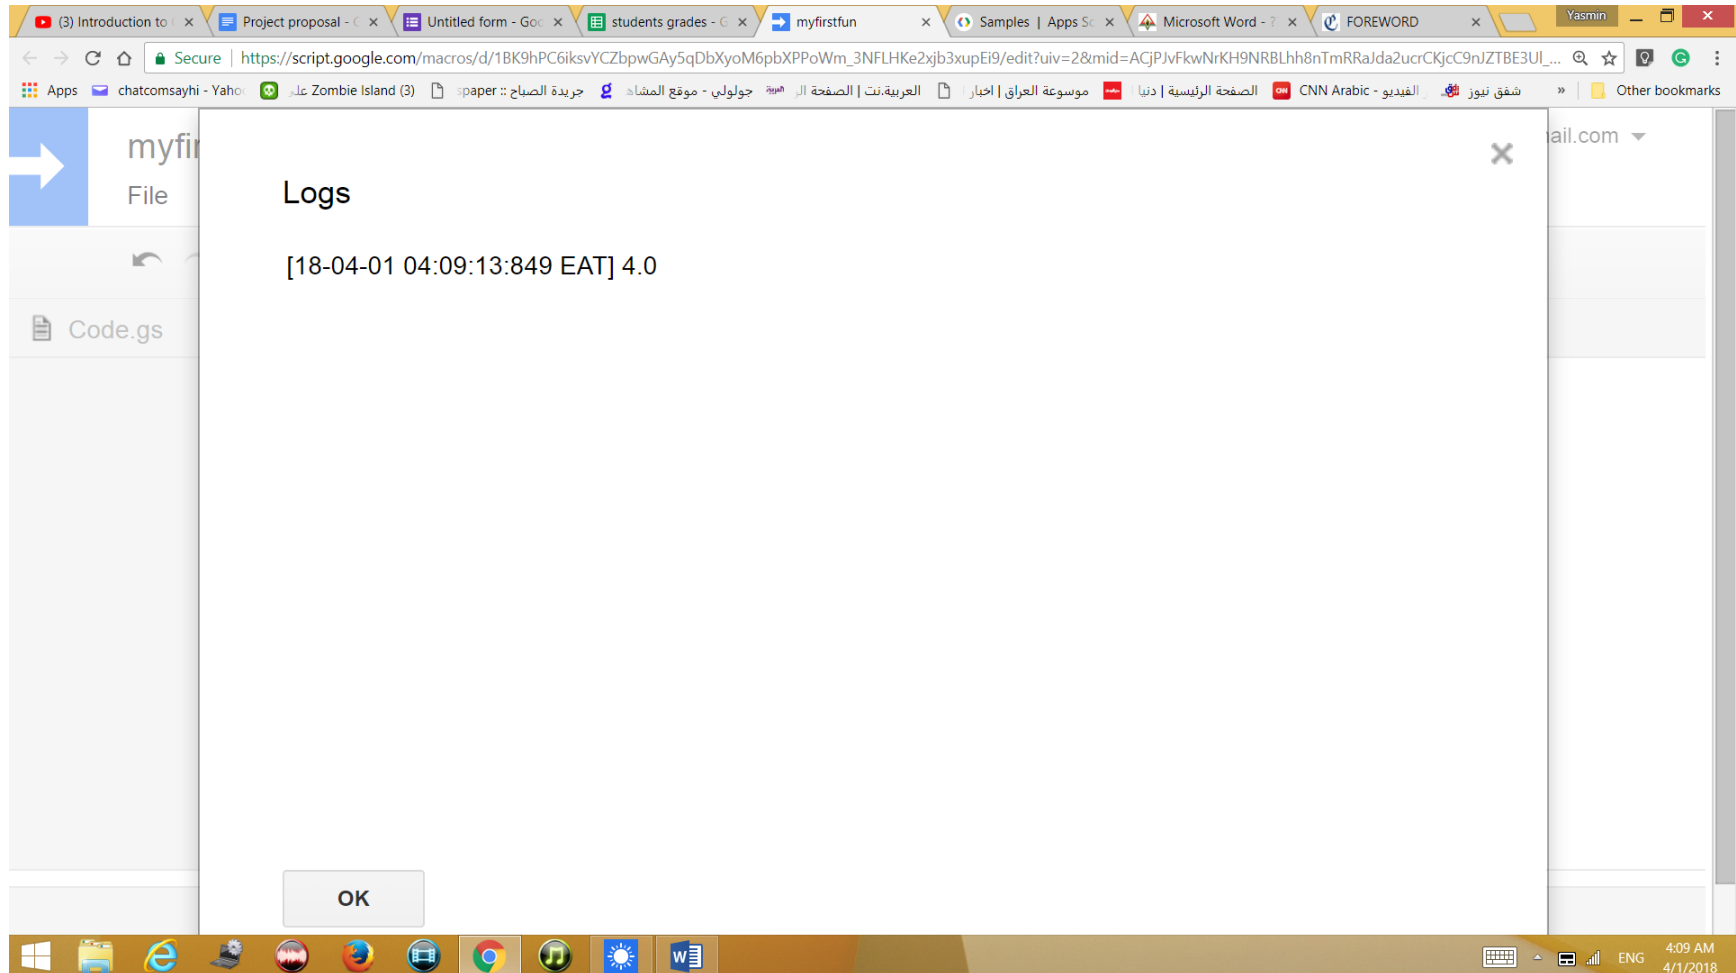 (3) Introduction to
Project proposal - G
Untitled form - Goo
students grades - G
myfirstfun
Samples | Apps Sc
Microsoft Word - ?
FOREWORD
Yasmin
Secure | https://script.google.com/macros/d/1BK9hPC6iksvYCZbpwGAy5qDbXyoM6pbXPPoWm_3NFLHKe2xjb3xupEi9/edit?uiv=2&mid=ACjPJvFkwNrKH9NRBLhh8nTmRRaJda2ucrCKjcC9nJZTBE3Ul_...
Apps
chatcomsayhi - Yahoo
Zombie Island (3)
جريدة الصباح :: spaper
جولولي - موقع المشاه
العربية.نت | الصفحة الر
موسوعة العراق | اخبار
الصفحة الرئيسية | دنيا
الفيديو - CNN Arabic
شفق نيوز
»
Other bookmarks
myfir
ail.com
File
Logs
[18-04-01 04:09:13:849 EAT] 4.0
Code.gs
OK
ENG
4:09 AM
4/1/2018